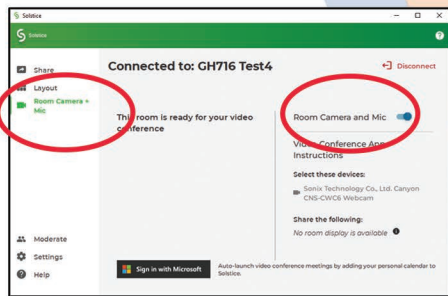 Solstice
Solstice
Share
Layout
Room Camera +
Mic
Moderate
Settings
Help
Connected to: GH716 Test4
Disconnect
This room is ready for your video
conference
Room Camera and Mic
Video Conference App
Instructions
Select these devices:
Sonix Technology Co., Ltd. Canyon
CNS-CWC6 Webcam
Share the following:
No room display is available
Sign in with Microsoft
Auto-launch video conference meetings by adding your personal calendar to
Solstice.